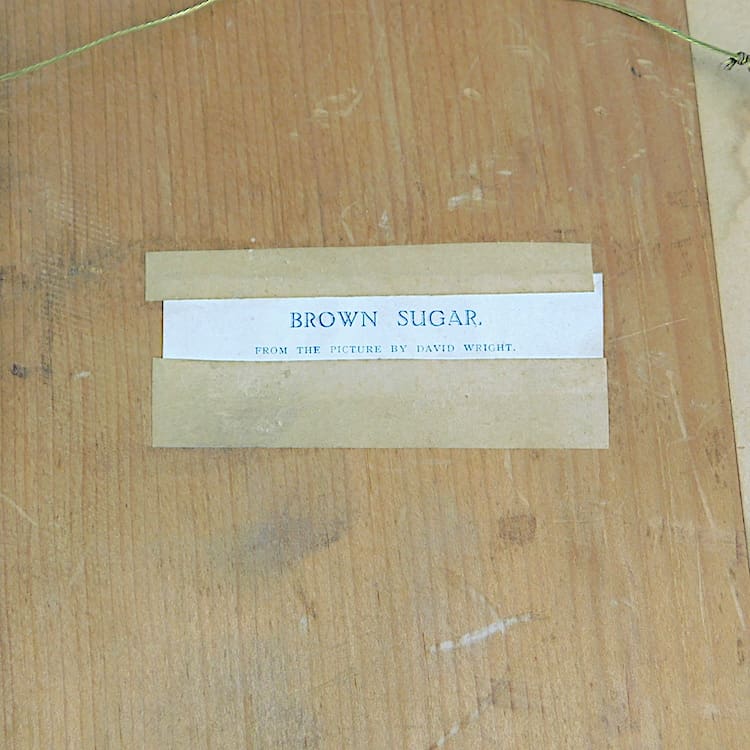 BROWN SUGAR.
FROM THE PICTURE BY DAVID WRIGHT.